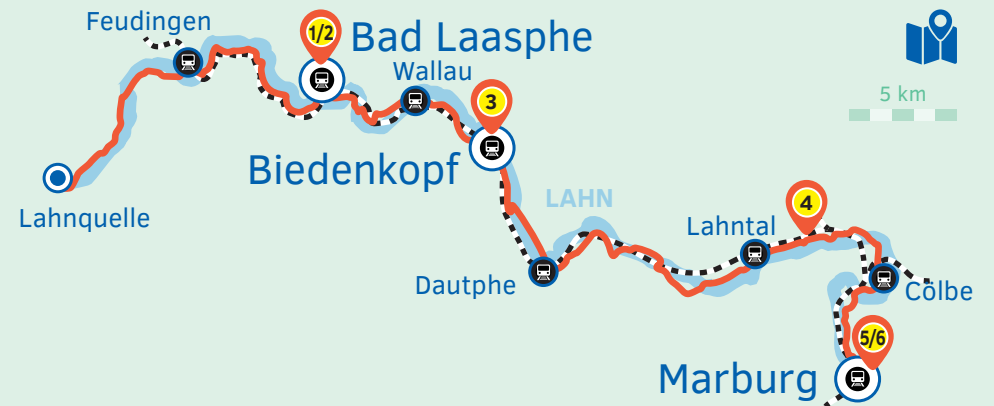 Feudingen
1/2
Bad Laasphe
Wallau
5 km
3
Biedenkopf
LAHN
Lahnquelle
4
Lahntal
Dautphe
Cölbe
5/6
Marburg